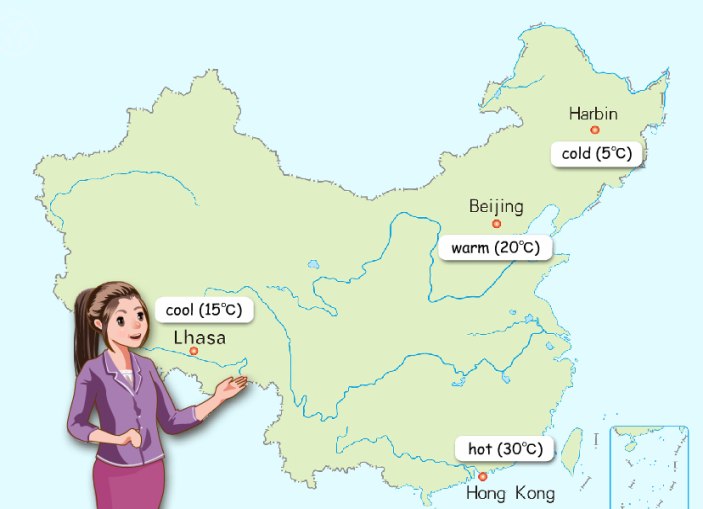 Harbin
cold (5℃)
Beijing
warm (20℃)
cool (15℃)
Lhasa
hot (30℃)
Hong Kong